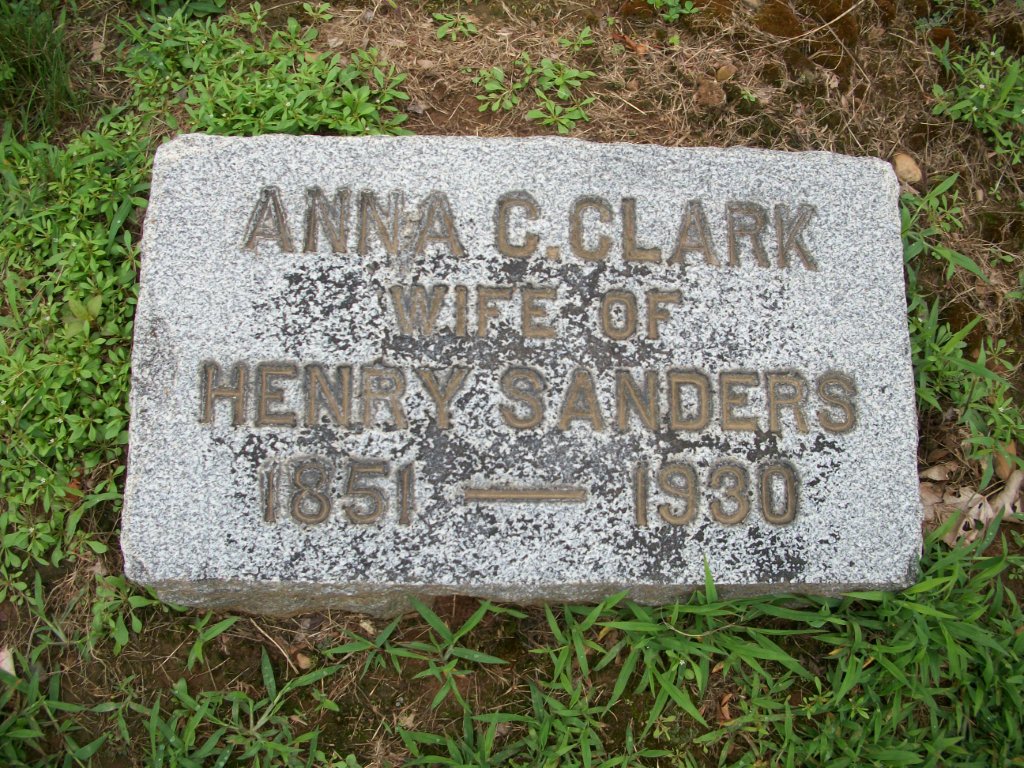 ANNA C. CLARK
WIFE OF
HENRY SANDERS
1851 — 1930